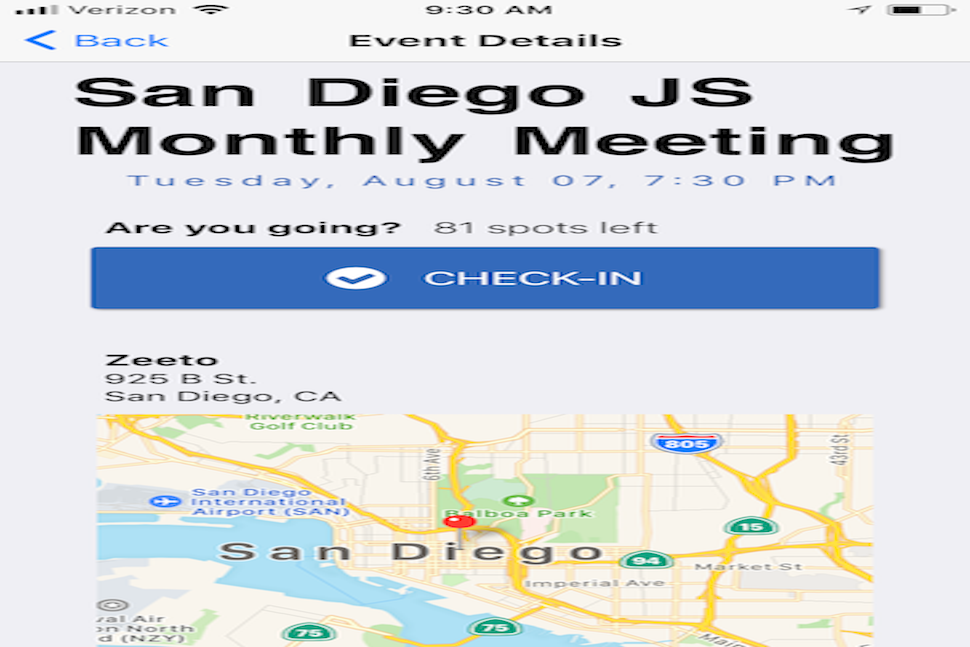 Verizon 9:30 AM
Back Event Details
San Diego JS
Monthly Meeting
Tuesday, August 07, 7:30 PM
Are you going? 81 spots left
CHECK-IN
Zeeto
925 B St.
San Diego, CA
Riverwalk
Golf Club
805
43rd St
6th Ave
San Diego
International
Airport (SAN)
Balboa Park
15
San Diego
94
Market St
Imperial Ave
val Air
on North
d (NZY)
75
75
Main